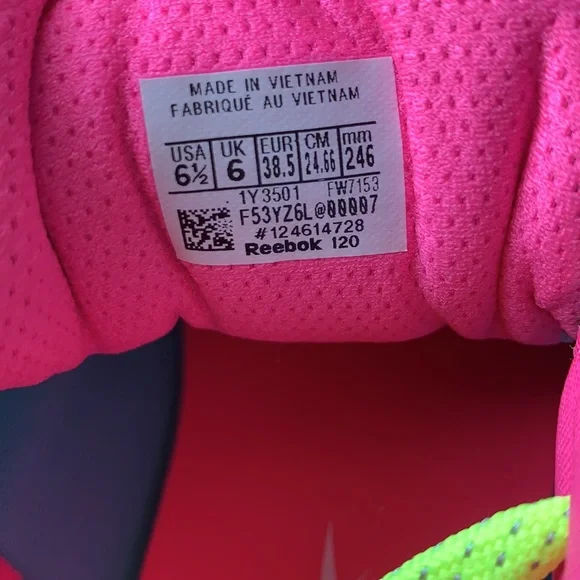 MADE IN VIETNAM
FABRIQUÉ AU VIETNAM
USA UK EUR CM mm
6½ 6 38.5 24.66 246
1Y3501 FW7153
F53YZ6L@00007
#124614728
Reebok 120